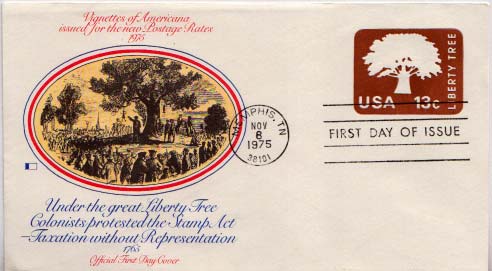 Vignettes of Americana
issued for the new Postage Rates
1975
LIBERTY TREE
USA 13c
MEMPHIS, TN
NOV
8
1975
38101
FIRST DAY OF ISSUE
Under the great Liberty Tree
Colonists protested the Stamp Act
—Taxation without Representation
1765
Official First Day Cover